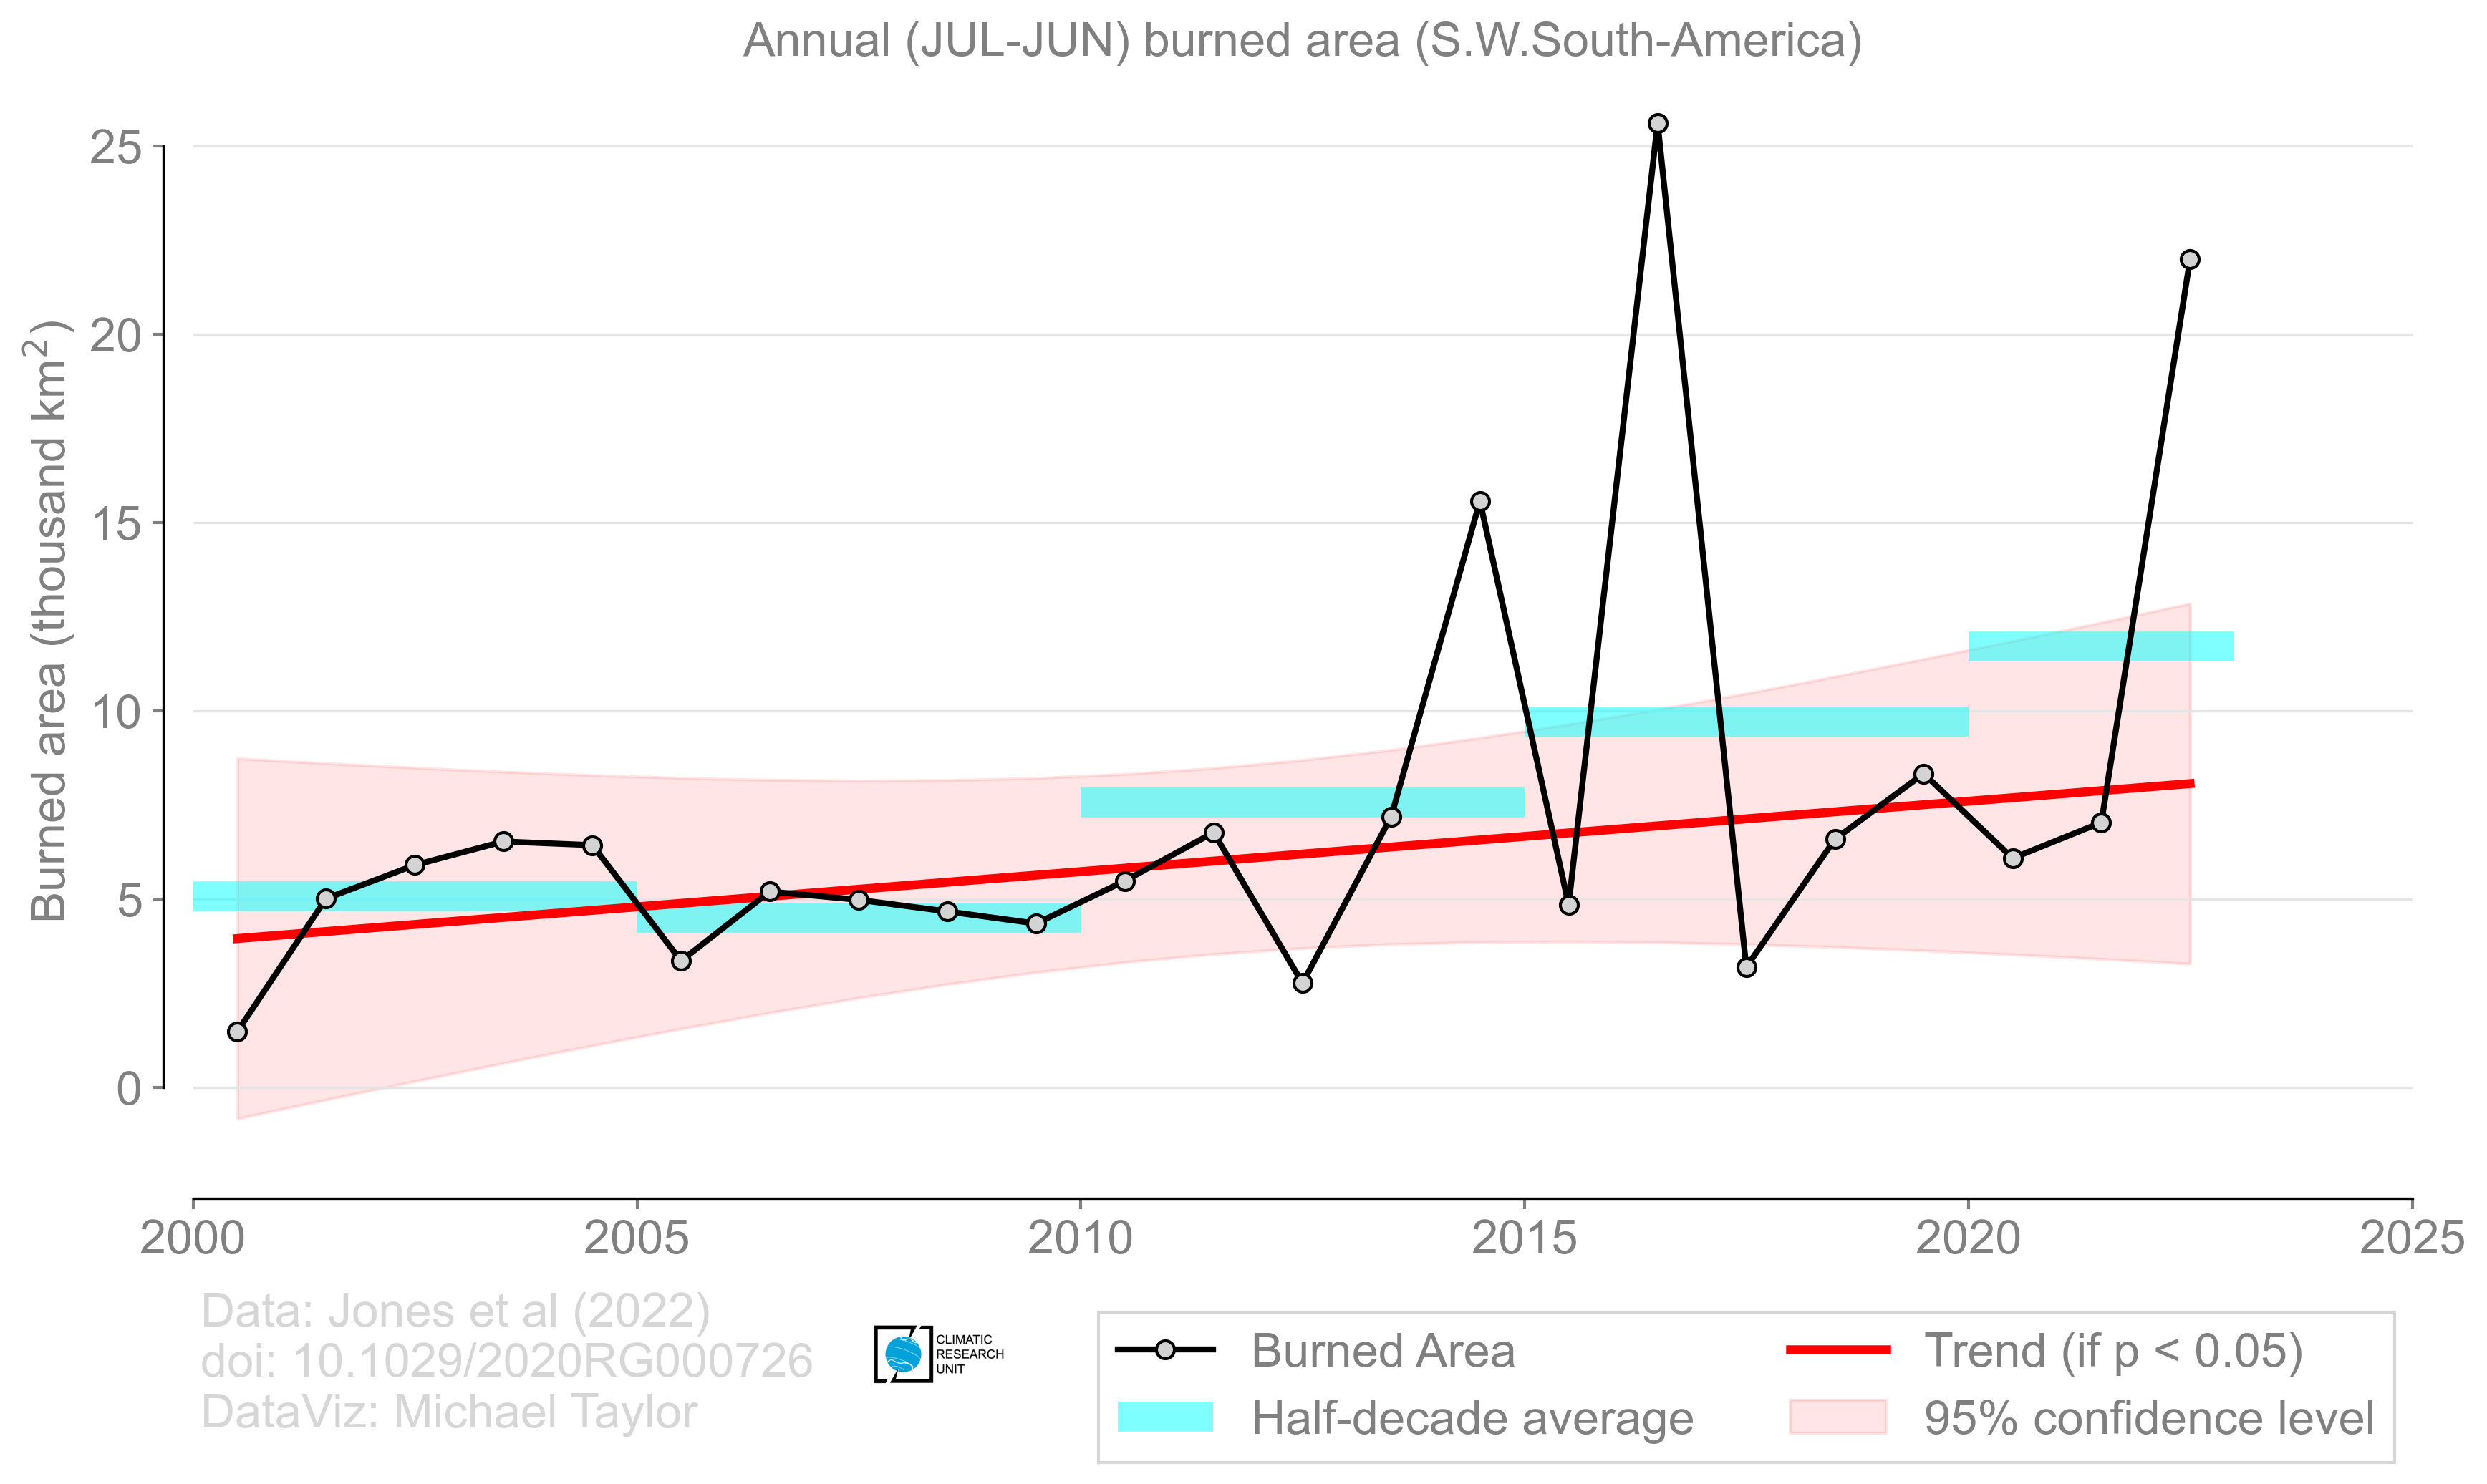 Annual (JUL-JUN) burned area (S.W.South-America)
Burned area (thousand km²)
25
20
15
10
5
0
2000 2005 2010 2015 2020 2025
Data: Jones et al (2022)
doi: 10.1029/2020RG000726
DataViz: Michael Taylor
CLIMATIC
RESEARCH
UNIT
Burned Area
Half-decade average
Trend (if p < 0.05)
95% confidence level